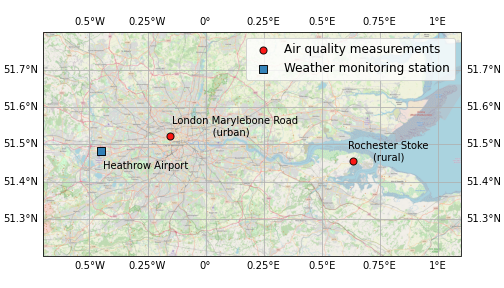 0.5°W 0.25°W 0° 0.25°E 0.5°E 0.75°E 1°E
Air quality measurements
Weather monitoring station
51.7°N 51.7°N
51.6°N 51.6°N
London Marylebone Road
(urban)
51.5°N 51.5°N
Rochester Stoke
(rural)
Heathrow Airport
51.4°N 51.4°N
51.3°N 51.3°N
0.5°W 0.25°W 0° 0.25°E 0.5°E 0.75°E 1°E